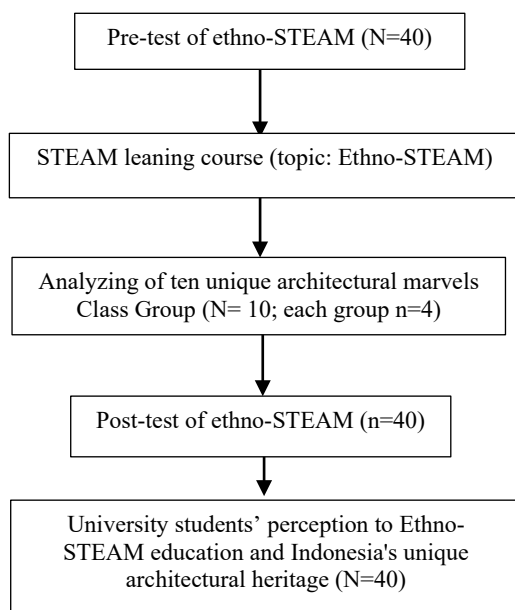 Pre-test of ethno-STEAM (N=40)
STEAM leaning course (topic: Ethno-STEAM)
Analyzing of ten unique architectural marvels
Class Group (N= 10; each group n=4)
Post-test of ethno-STEAM (n=40)
University students’ perception to Ethno-
STEAM education and Indonesia's unique
architectural heritage (N=40)